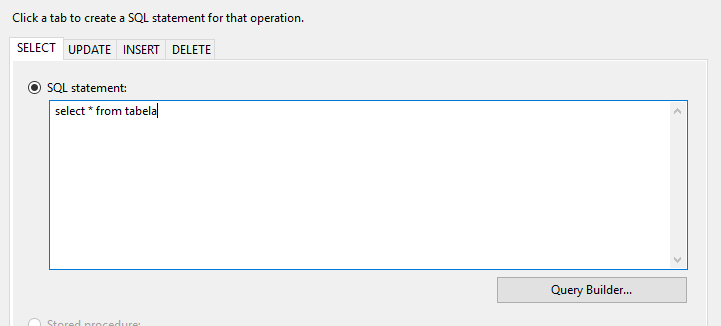 Click a tab to create a SQL statement for that operation.
SELECT UPDATE INSERT DELETE
SQL statement:
select * from tabela
Query Builder...
Stored procedure: